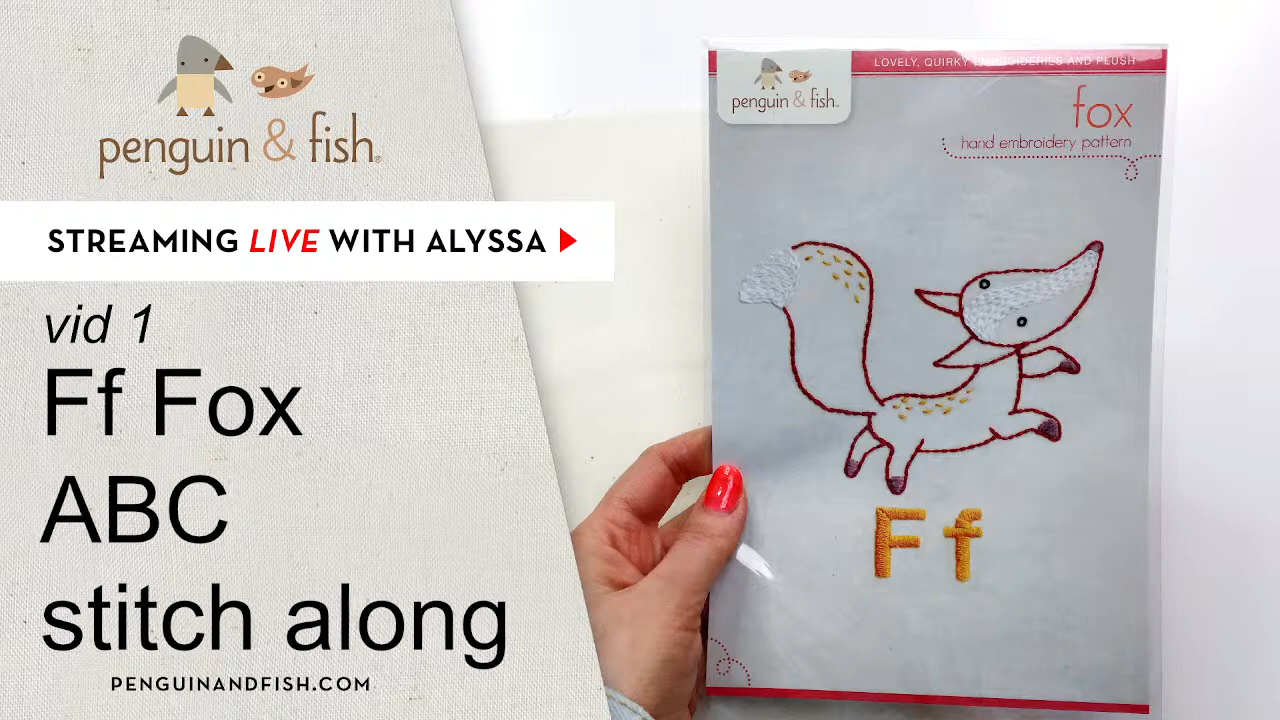 penguin & fish®
STREAMING LIVE WITH ALYSSA
vid 1
Ff Fox
ABC
stitch along
PENGUINANDFISH.COM
LOVELY, QUIRKY EMBROIDERIES AND PLUSH
penguin & fish
fox
hand embroidery pattern
Ff